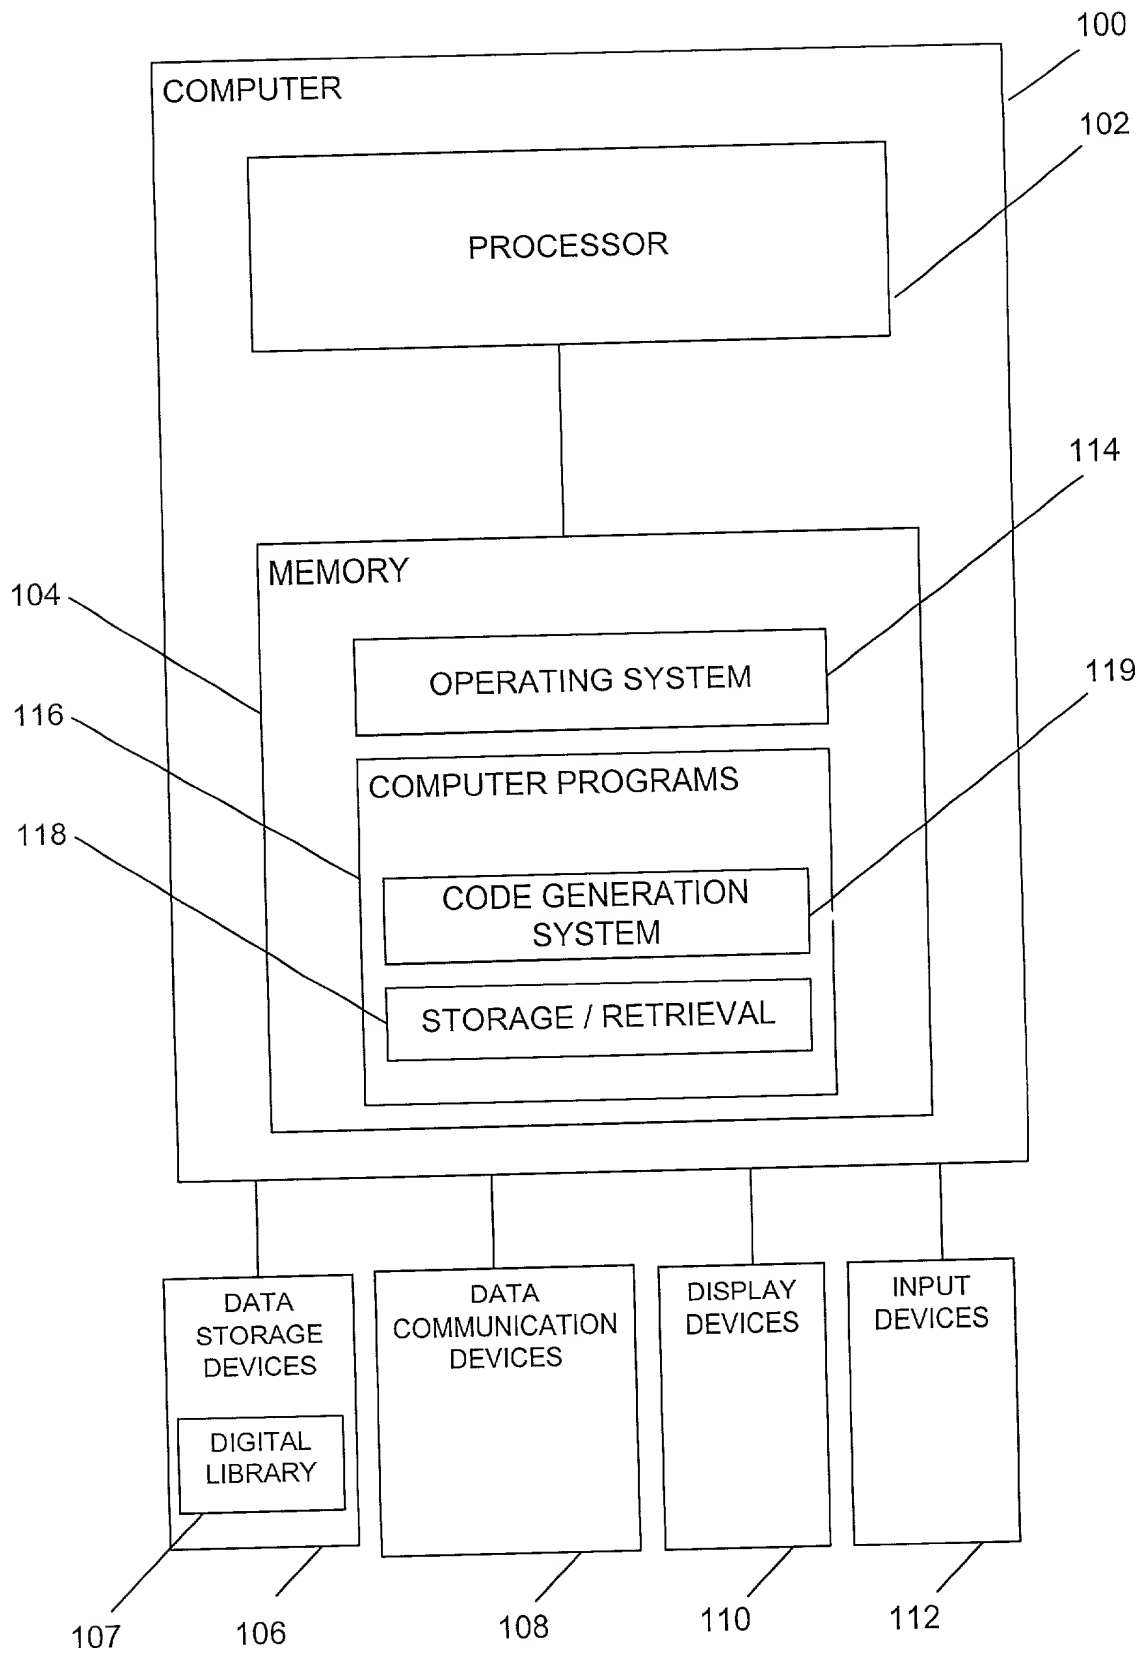 100
COMPUTER
102
PROCESSOR
114
MEMORY
104
OPERATING SYSTEM
119
116
COMPUTER PROGRAMS
118
CODE GENERATION
SYSTEM
STORAGE / RETRIEVAL
DATA
STORAGE
DEVICES
DIGITAL
LIBRARY
DATA
COMMUNICATION
DEVICES
DISPLAY
DEVICES
INPUT
DEVICES
107
106
108
110
112